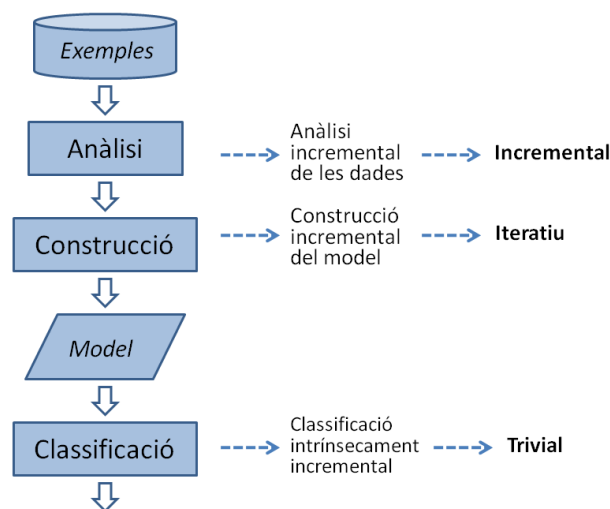 Exemples
Anàlisi
Anàlisi
incremental
de les dades
Incremental
Construcció
Construcció
incremental
del model
Iteratiu
Model
Classificació
Classificació
intrínsecament
incremental
Trivial